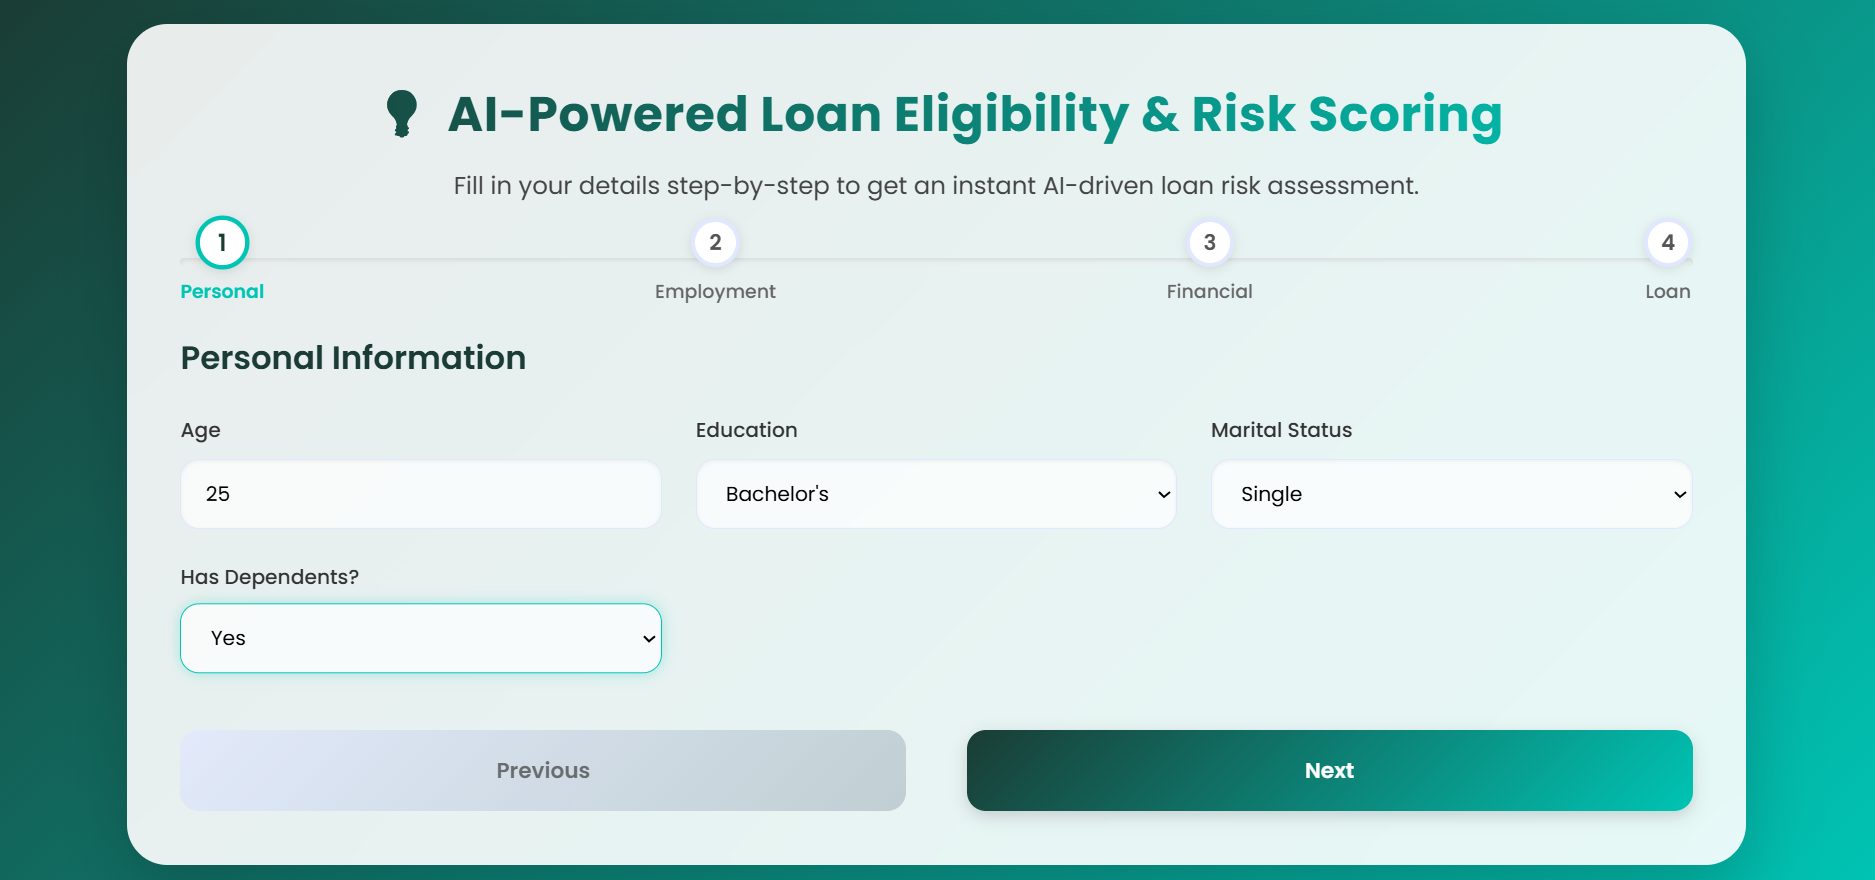 AI-Powered Loan Eligibility & Risk Scoring
Fill in your details step-by-step to get an instant AI-driven loan risk assessment.
1 2 3 4
Personal Employment Financial Loan
Personal Information
Age Education Marital Status
25 Bachelor's Single
Has Dependents?
Yes
Previous Next